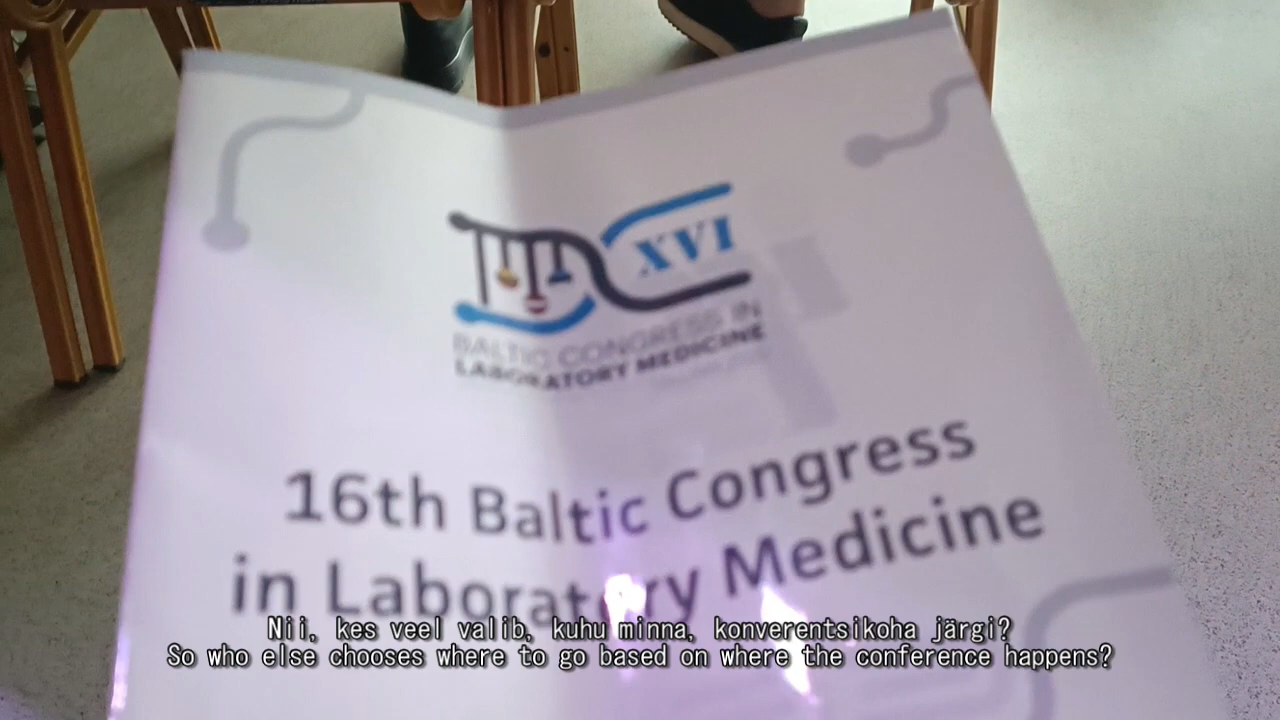 XVI
BALTIC CONGRESS IN
LABORATORY MEDICINE
16th Baltic Congress
in Laboratory Medicine
Nii, kes veel valib, kuhu minna, konverentsikoha järgi?
So who else chooses where to go based on where the conference happens?